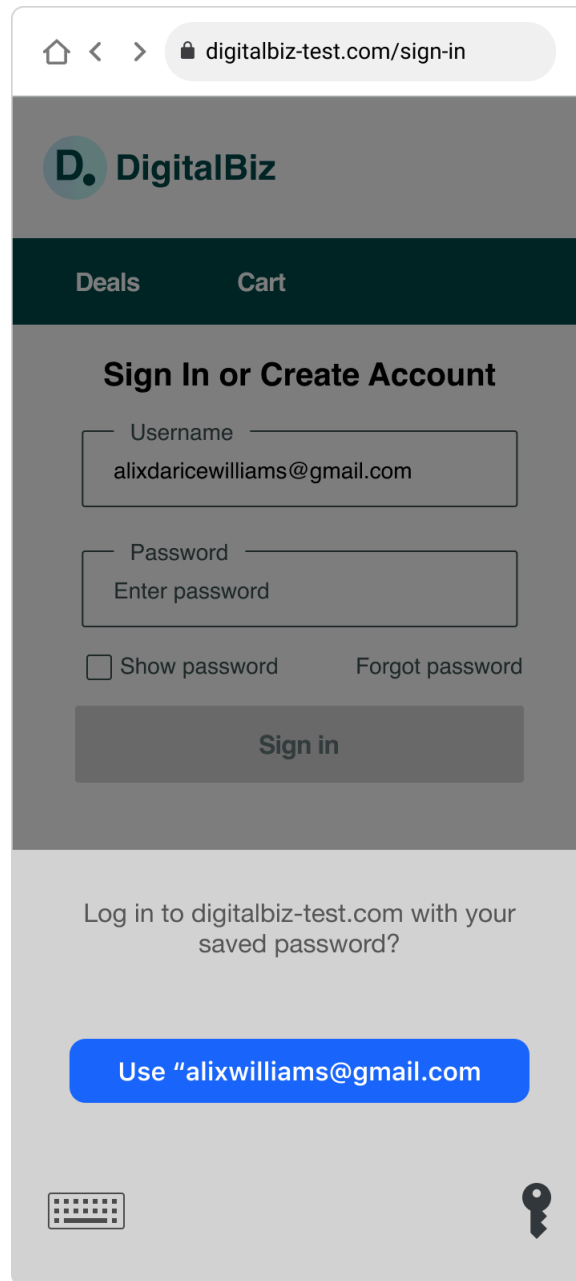 digitalbiz-test.com/sign-in
D. DigitalBiz
Deals Cart
Sign In or Create Account
Username
alixdaricewilliams@gmail.com
Password
Enter password
Show password Forgot password
Sign in
Log in to digitalbiz-test.com with your
saved password?
Use “alixwilliams@gmail.com